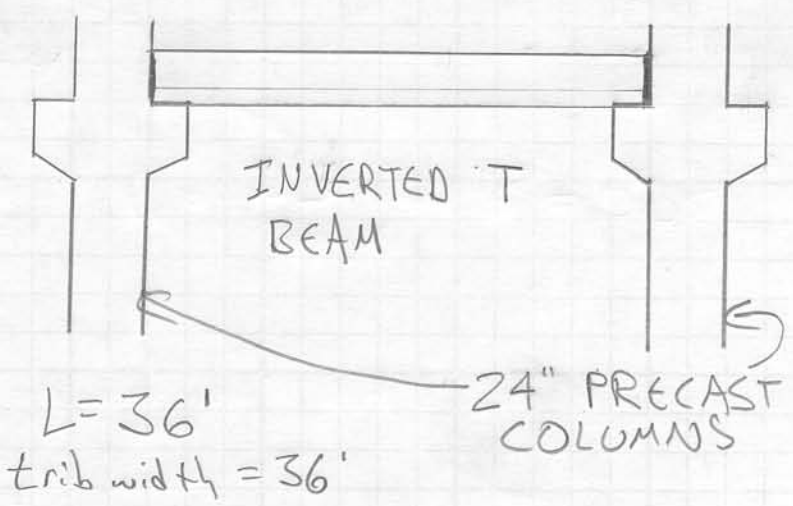 INVERTED T
BEAM
24" PRECAST
COLUMNS
L = 36'
trib width = 36'